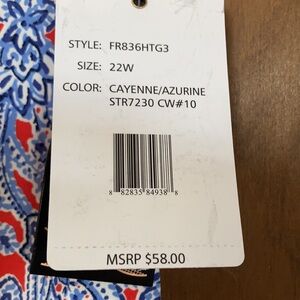 STYLE: FR836HTG3
SIZE: 22W
COLOR: CAYENNE/AZURINE
STR7230 CW#10
8 82835 84938 8
MSRP $58.00